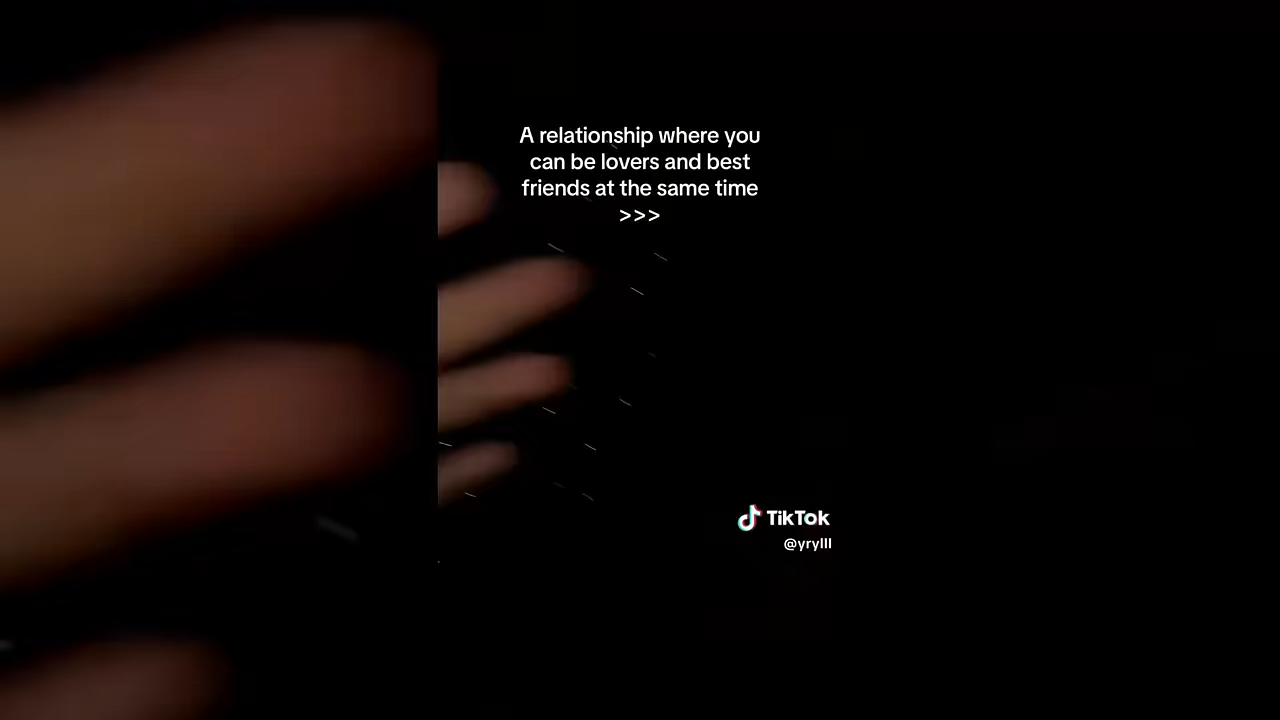 A relationship where you
can be lovers and best
friends at the same time
>>>
TikTok
@yrylll